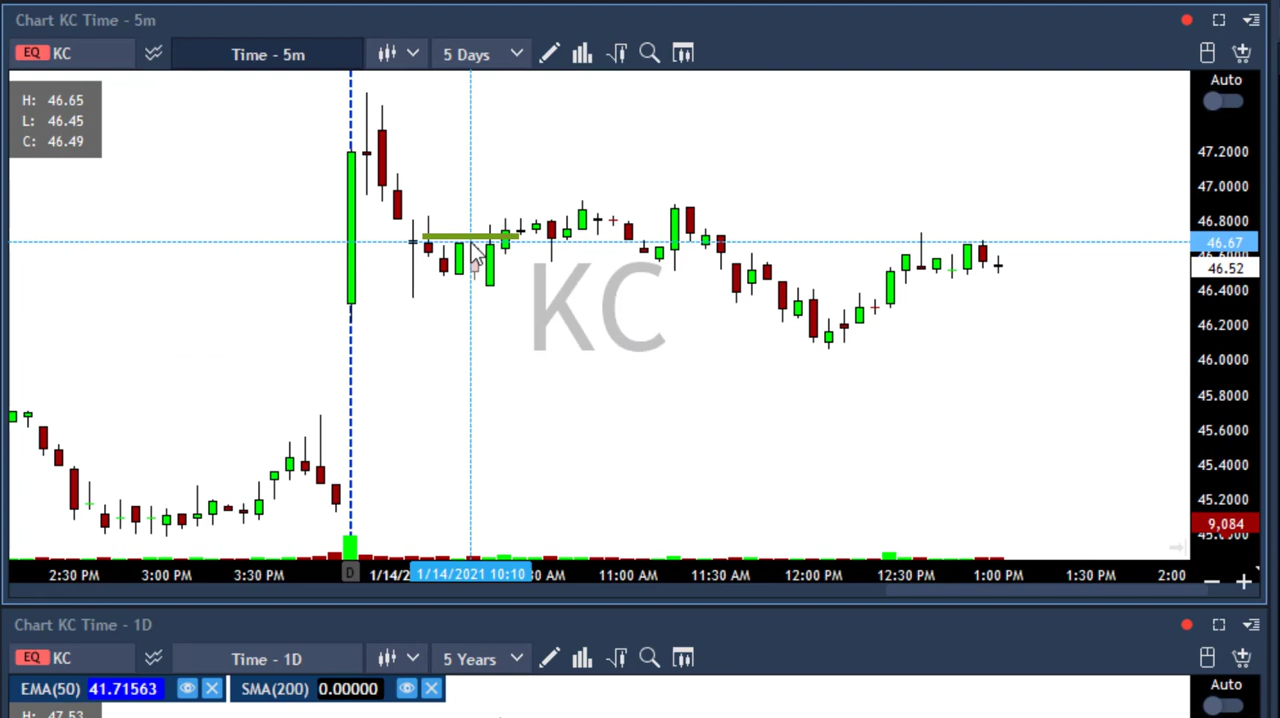 Chart KC Time - 5m
EQ KC Time - 5m 5 Days
Auto
H: 46.65
L: 46.45
C: 46.49
47.2000
47.0000
46.8000
46.67
46.52
46.4000
46.2000
46.0000
45.8000
45.6000
45.4000
45.2000
9,084
KC
D
2:30 PM 3:00 PM 3:30 PM 1/14/2 1/14/2021 10:10 30 AM 11:00 AM 11:30 AM 12:00 PM 12:30 PM 1:00 PM 1:30 PM 2:00
Chart KC Time - 1D
EQ KC Time - 1D 5 Years
EMA(50) 41.71563 SMA(200) 0.00000
Auto
H: 47.53